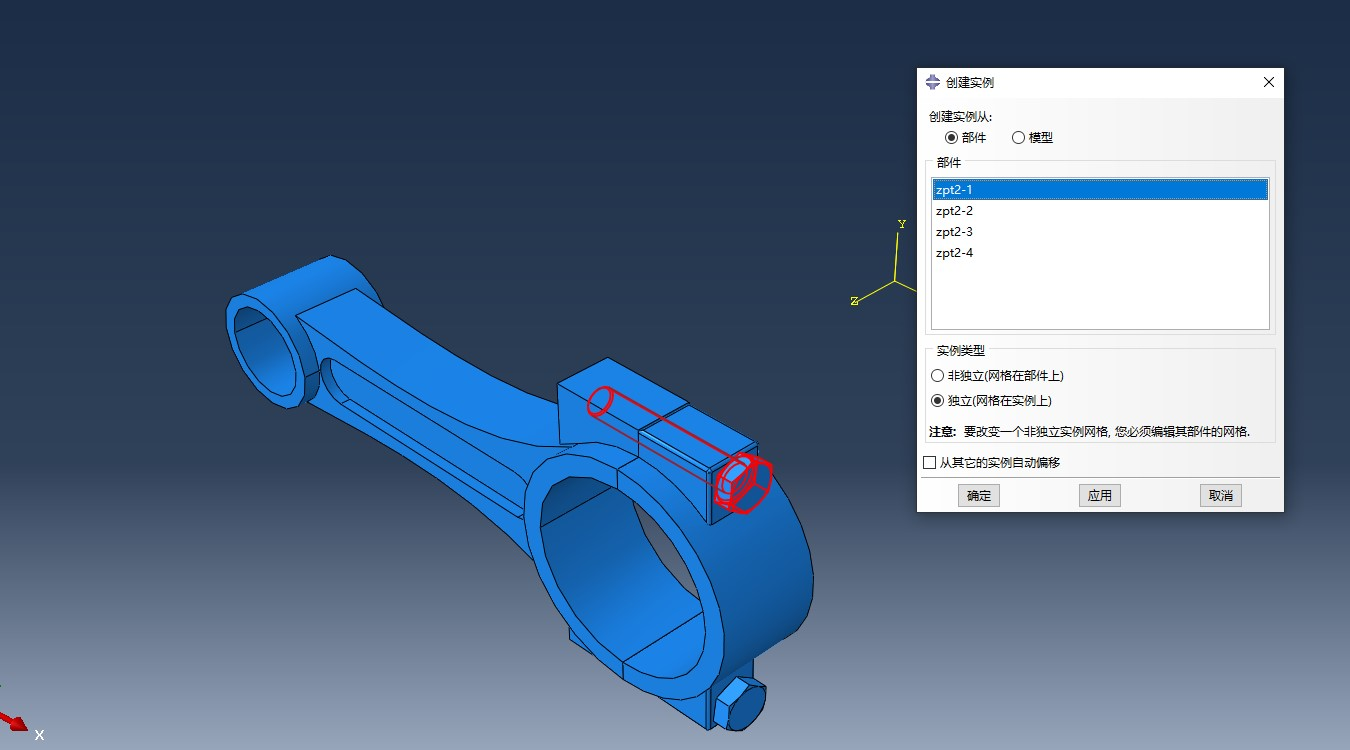 创建实例
创建实例从:
部件 模型
部件
zpt2-1
zpt2-2
zpt2-3
zpt2-4
实例类型
非独立(网格在部件上)
独立(网格在实例上)
注意: 要改变一个非独立实例网格, 您必须编辑其部件的网格.
从其它的实例自动偏移
确定 应用 取消
Y
Z
X